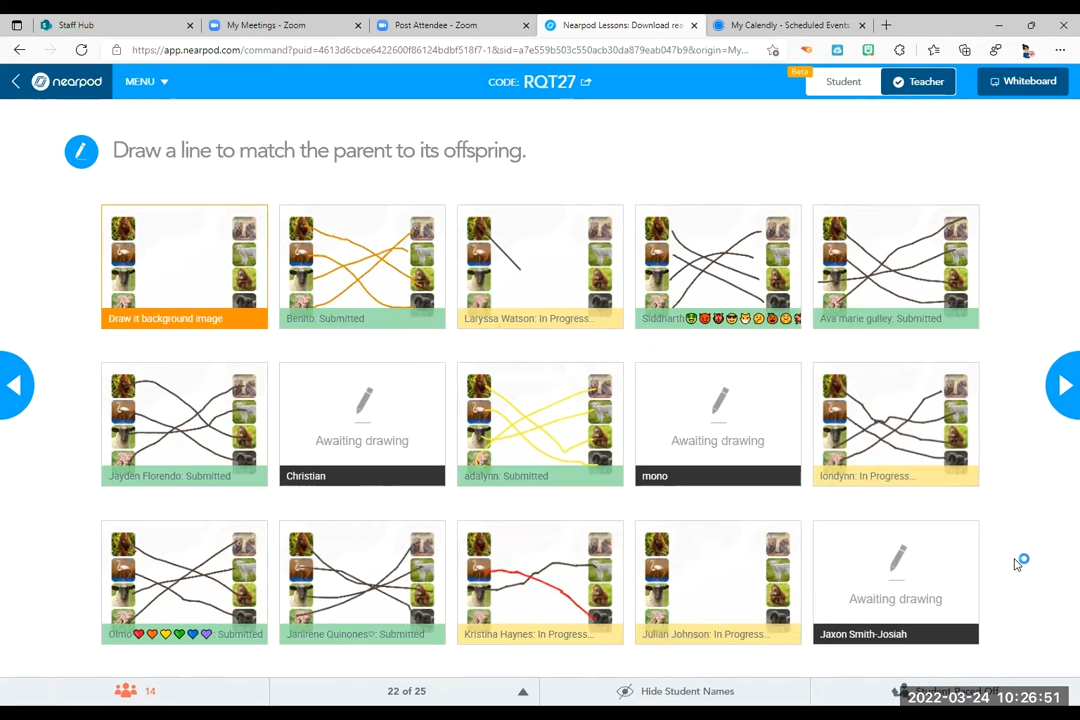 Staff Hub
My Meetings - Zoom
Post Attendee - Zoom
Nearpod Lessons: Download rea
My Calendly - Scheduled Events
https://app.nearpod.com/command?puid=4613d6cbce6422600f86124bdbf518f7-1&sid=a7e559b503c550acb30da879eab047b9&origin=My...
nearpod
MENU
CODE: RQT27
Beta
Student
Teacher
Whiteboard
Draw a line to match the parent to its offspring.
Draw it background image
Benito: Submitted
Laryssa Watson: In Progress...
Siddharth
Ava marie gulley: Submitted
Jayden Florendo: Submitted
Awaiting drawing
Christian
adalynn: Submitted
Awaiting drawing
mono
londynn: In Progress...
Olmo❤️🧡💛💚💙💜: Submitted
Janirene Quinones♡: Submitted
Kristina Haynes: In Progress...
Julian Johnson: In Progress...
Awaiting drawing
Jaxon Smith-Josiah
14
22 of 25
Hide Student Names
2022-03-24 10:26:51